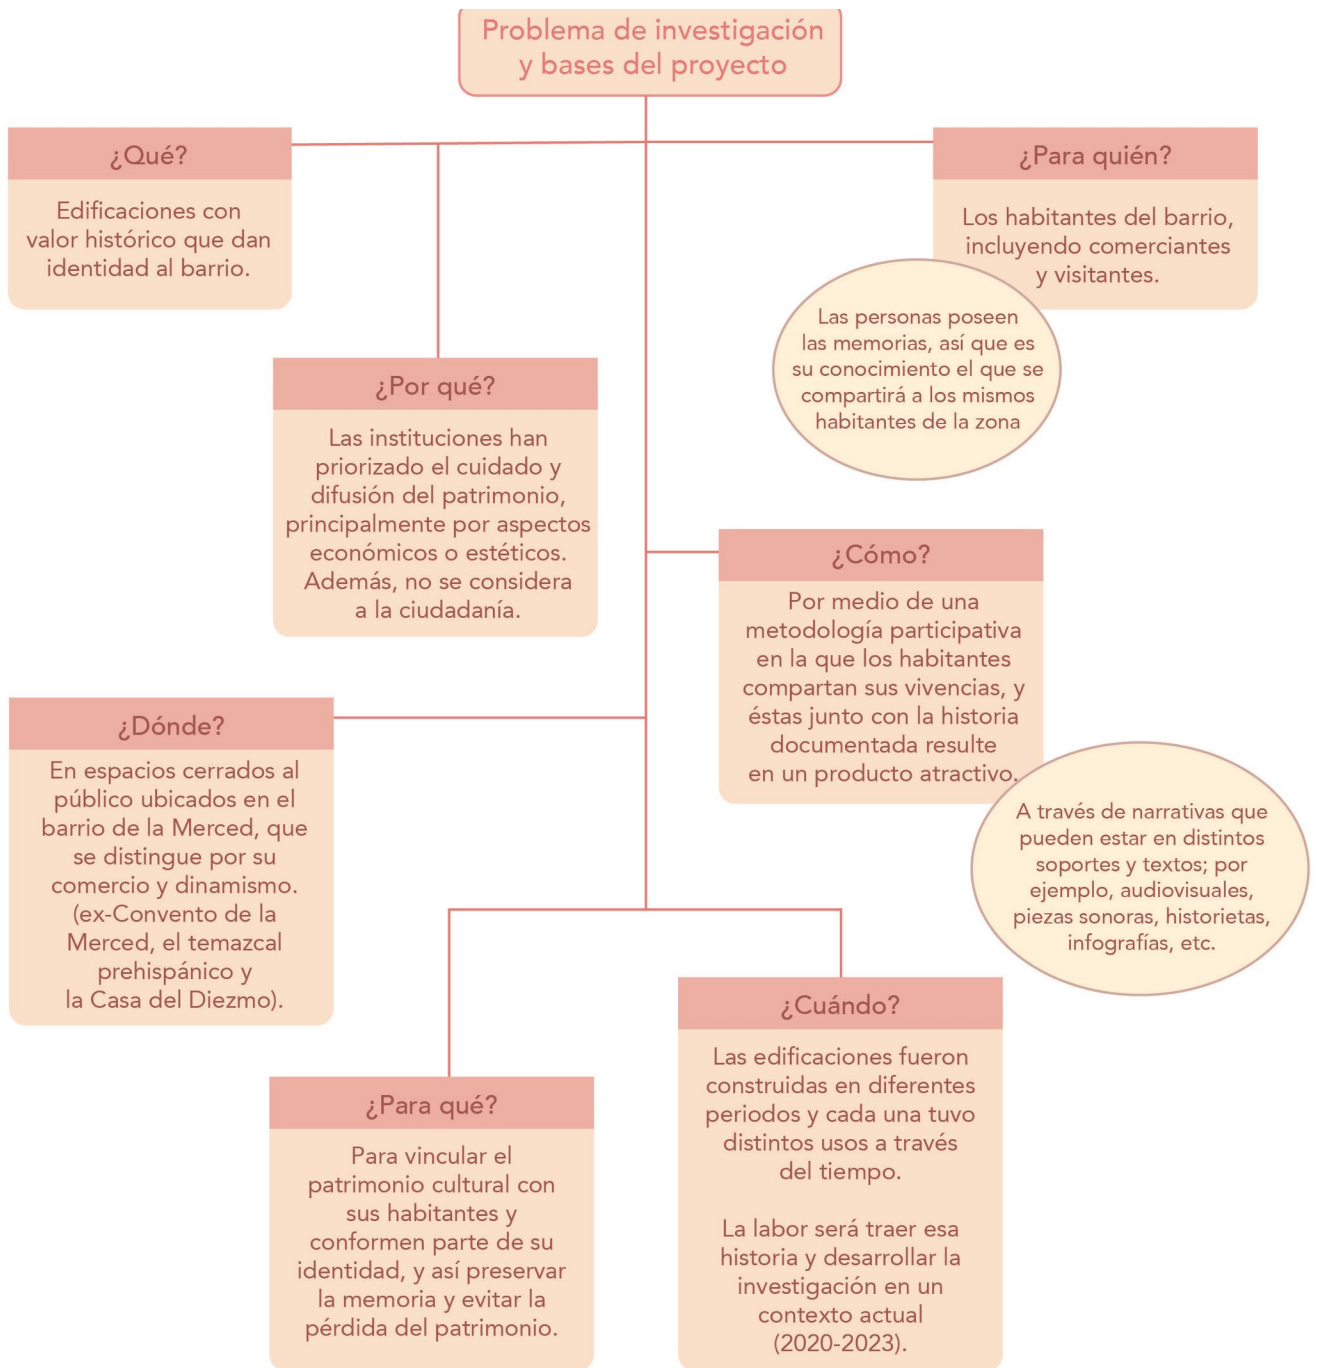 Problema de investigación
y bases del proyecto
¿Qué?
Edificaciones con
valor histórico que dan
identidad al barrio.
¿Para quién?
Los habitantes del barrio,
incluyendo comerciantes
y visitantes.
Las personas poseen
las memorias, así que es
su conocimiento el que se
compartirá a los mismos
habitantes de la zona
¿Por qué?
Las instituciones han
priorizado el cuidado y
difusión del patrimonio,
principalmente por aspectos
económicos o estéticos.
Además, no se considera
a la ciudadanía.
¿Cómo?
Por medio de una
metodología participativa
en la que los habitantes
compartan sus vivencias, y
éstas junto con la historia
documentada resulte
en un producto atractivo.
A través de narrativas que
pueden estar en distintos
soportes y textos; por
ejemplo, audiovisuales,
piezas sonoras, historietas,
infografías, etc.
¿Dónde?
En espacios cerrados al
público ubicados en el
barrio de la Merced, que
se distingue por su
comercio y dinamismo.
(ex-Convento de la
Merced, el temazcal
prehispánico y
la Casa del Diezmo).
¿Para qué?
Para vincular el
patrimonio cultural con
sus habitantes y
conformen parte de su
identidad, y así preservar
la memoria y evitar la
pérdida del patrimonio.
¿Cuándo?
Las edificaciones fueron
construidas en diferentes
periodos y cada una tuvo
distintos usos a través
del tiempo.
La labor será traer esa
historia y desarrollar la
investigación en un
contexto actual
(2020-2023).